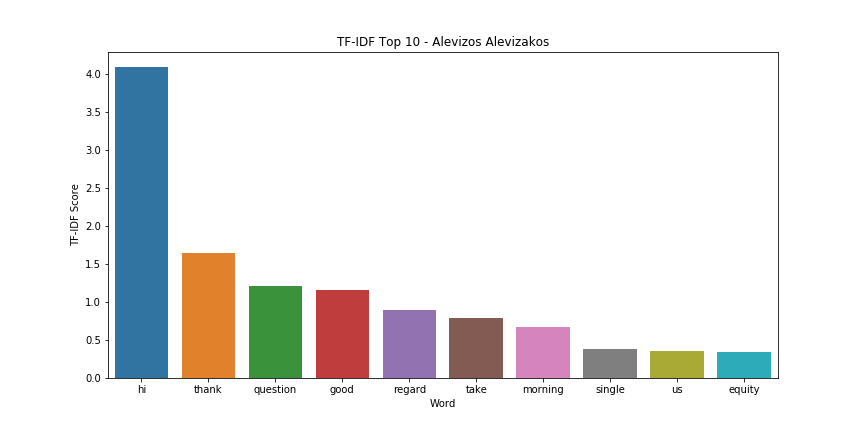 TF-IDF Top 10 - Alevizos Alevizakos
TF-IDF Score
4.0
3.5
3.0
2.5
2.0
1.5
1.0
0.5
0.0
hi thank question good regard take morning single us equity
Word